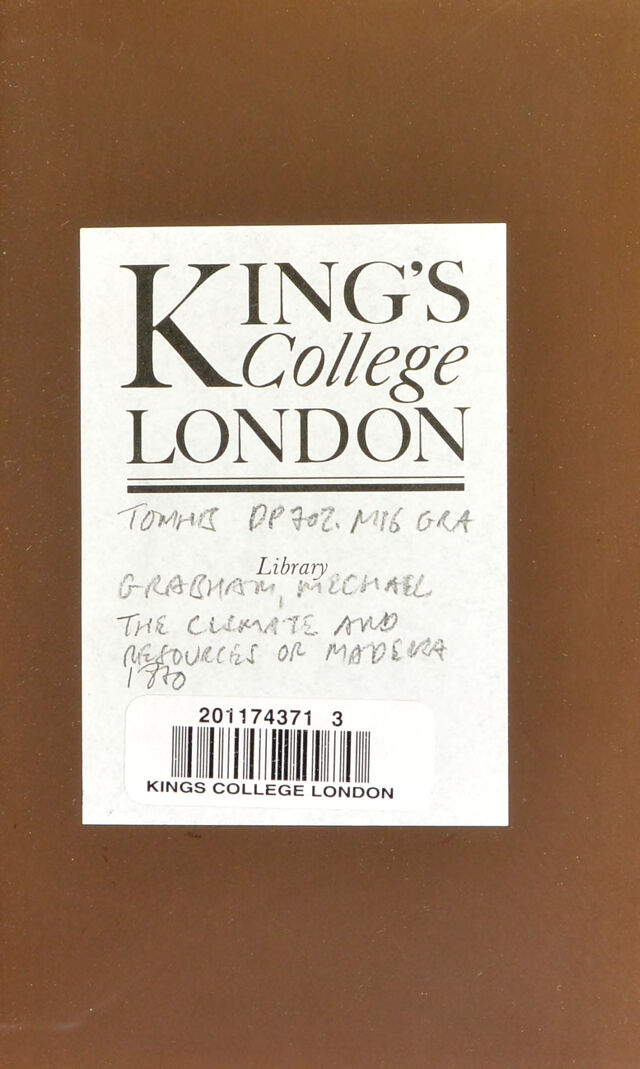 KING'S
College
LONDON
TOMHB DP702. M16 GRA
Library
GRABHAM, MICHAEL
THE CLIMATE AND
RESOURCES OF MADEIRA
1870
201174371 3
KINGS COLLEGE LONDON